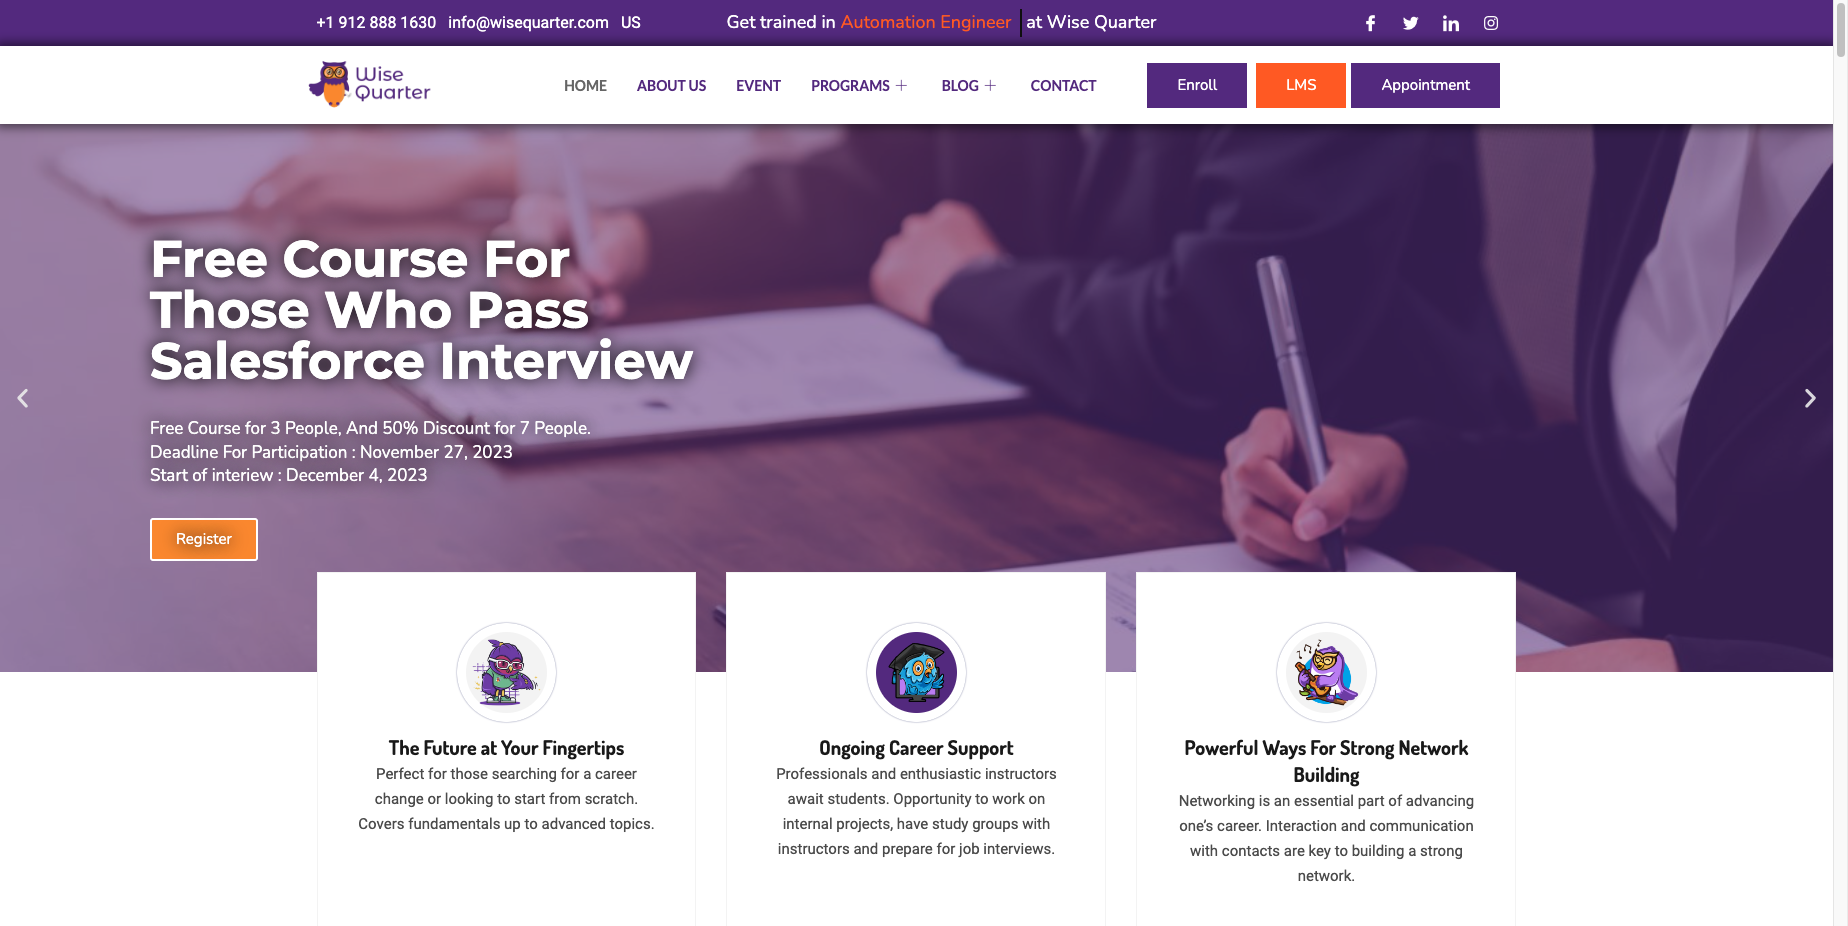 +1 912 888 1630 info@wisequarter.com US
Get trained in Automation Engineer at Wise Quarter
Wise
Quarter
HOME
ABOUT US
EVENT
PROGRAMS
BLOG
CONTACT
Enroll
LMS
Appointment
Free Course For
Those Who Pass
Salesforce Interview
Free Course for 3 People, And 50% Discount for 7 People.
Deadline For Participation : November 27, 2023
Start of interiew : December 4, 2023
Register
The Future at Your Fingertips
Perfect for those searching for a career
change or looking to start from scratch.
Covers fundamentals up to advanced topics.
Ongoing Career Support
Professionals and enthusiastic instructors
await students. Opportunity to work on
internal projects, have study groups with
instructors and prepare for job interviews.
Powerful Ways For Strong Network
Building
Networking is an essential part of advancing
one’s career. Interaction and communication
with contacts are key to building a strong
network.